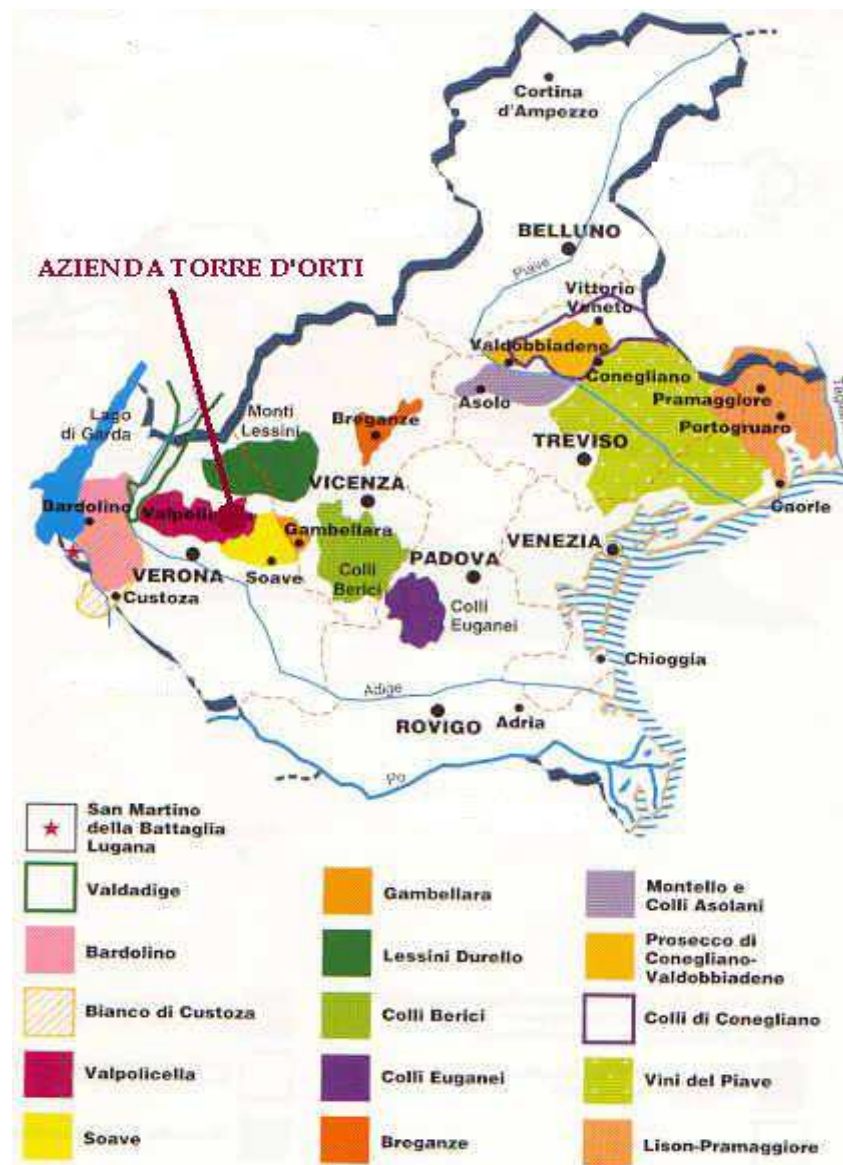 Cortina
d'Ampezzo
BELLUNO
Piave
AZIENDA TORRE D'ORTI
Vittorio
Veneto
Valdobbiadene
Conegliano
Asolo
Pramaggiore
Portogruaro
Lago
di Garda
Monti
Lessini
Breganze
TREVISO
VICENZA
Caorle
Bardolino
Gambellara
VENEZIA
VERONA
Soave
Colli
Berici
PADOVA
Custoza
Colli
Euganei
Chioggia
Adige
ROVIGO
Adria
Po
San Martino
della Battaglia
Lugana
Valdadige
Bardolino
Bianco di Custoza
Valpolicella
Soave
Gambellara
Lessini Durello
Colli Berici
Colli Euganei
Breganze
Montello e
Colli Asolani
Prosecco di
Conegliano-
Valdobbiadene
Colli di Conegliano
Vini del Piave
Lison-Pramaggiore